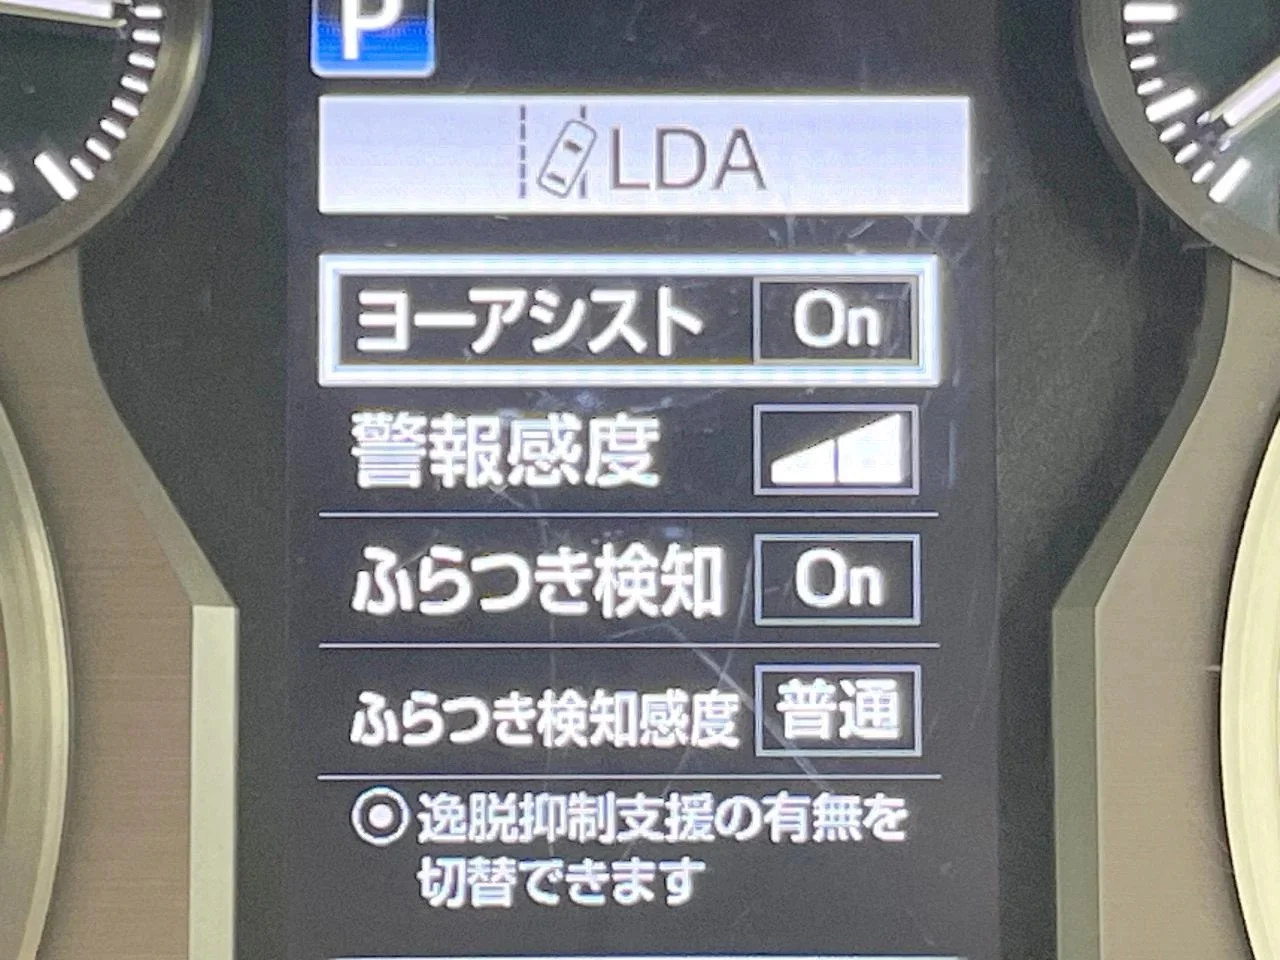 P
LDA
ヨーアシスト On
警報感度
ふらつき検知 On
ふらつき検知感度 普通
逸脱抑制支援の有無を
切替できます